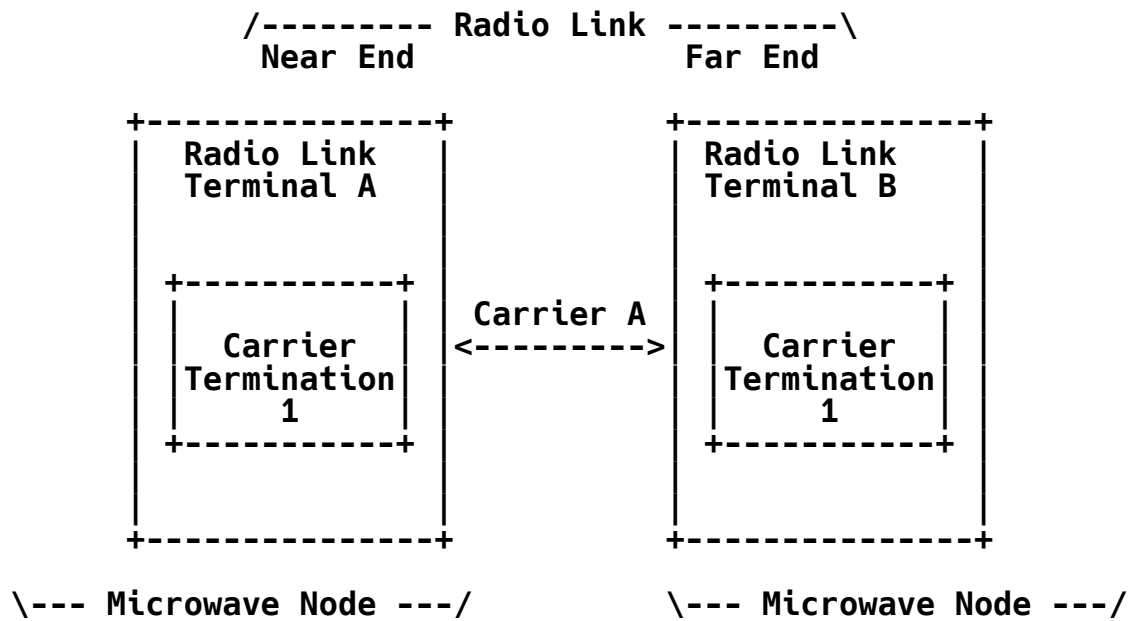 /--------- Radio Link ---------\
Near End Far End
+---------------+ +---------------+
| Radio Link | | Radio Link |
| Terminal A | | Terminal B |
| | | |
| | | |
| +-----------+ | | +-----------+ |
| | | | Carrier A | | | |
| | Carrier | |<--------->| | Carrier | |
| |Termination| | | |Termination| |
| | 1 | | | | 1 | |
| +-----------+ | | +-----------+ |
| | | |
| | | |
+---------------+ +---------------+
\--- Microwave Node ---/ \--- Microwave Node ---/